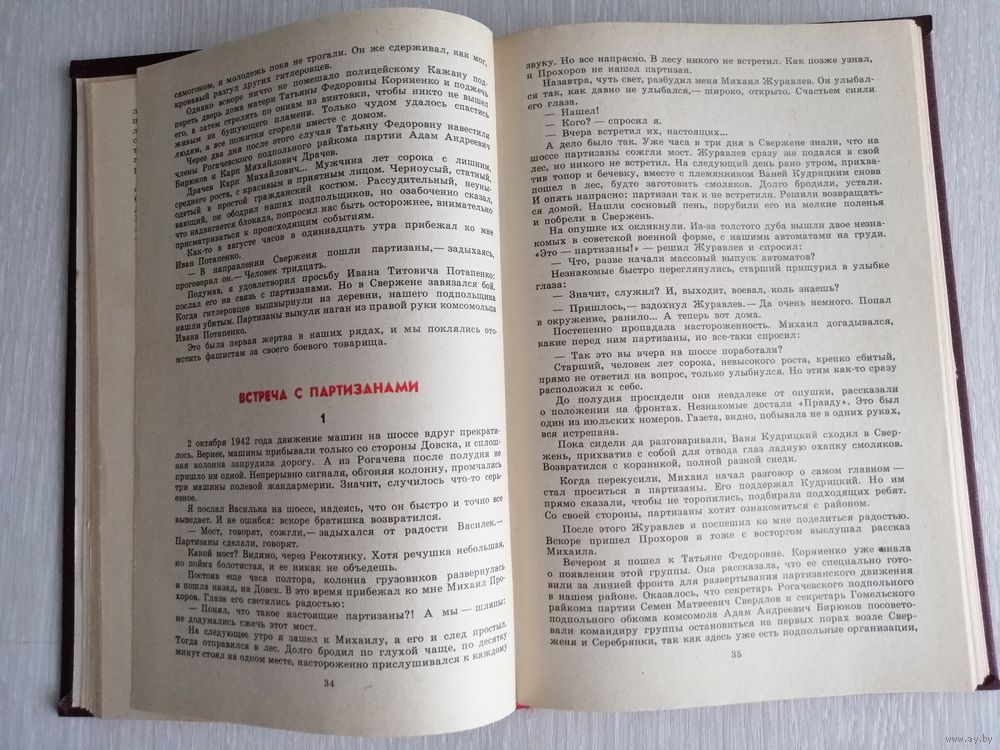 самогоном, и молодежь пока не трогали. Он же сдерживал, как мог,
кровавый разгул других гитлеровцев.
Однако вскоре ничто не помешало полицейскому Кажану под-
переть дверь дома матери Татьяны Федоровны Корниенко и поджечь
его, а затем стрелять по окнам из винтовки, чтобы никто не вышел
живым из бушующего пламени. Только чудом удалось спастись
людям, а все пожитки сгорели вместе с домом.
Через два дня после этого случая Татьяну Федоровну навестили
члены Рогачевского подпольного райкома партии Адам Андреевич
Бирюков и Карп Михайлович Драчев.
Драчев Карп Михайлович... Мужчина лет сорока с лишним,
среднего роста, с красивым и приятным лицом. Черноусый, статный,
одетый в простой гражданский костюм. Рассудительный, неуны-
вающий, он ободрил наших подпольщиков, но озабоченно сказал,
что надвигается блокада, попросил нас быть осторожнее, внимательно
присматриваться к происходящим событиям.
Как-то в августе часов в одиннадцать утра прибежал ко мне
Иван Потапенко.
— В направлении Сверженя пошли партизаны,— задыхаясь,
проговорил он.— Человек тридцать.
Подумав, я удовлетворил просьбу Ивана Титовича Потапенко:
послал его на связь с партизанами. Но в Свержене завязался бой.
Когда гитлеровцев вышвырнули из деревни, нашего подпольщика
нашли убитым. Партизаны вынули наган из правой руки комсомольца
Ивана Потапенко.
Это была первая жертва в наших рядах, и мы поклялись ото-
мстить фашистам за своего боевого товарища.
ВСТРЕЧА С ПАРТИЗАНАМИ
1
2 октября 1942 года движение машин на шоссе вдруг прекрати-
лось. Вернее, машины прибывали только со стороны Довска, и сплош-
ная колонна запрудила дорогу. А из Рогачева после полудня не
пришло ни одной. Непрерывно сигналя, обгоняя колонну, промчались
три машины полевой жандармерии. Значит, случилось что-то серь-
езное.
Я послал Василька на шоссе, надеясь, что он быстро и точно все
выведает. И не ошибся: вскоре братишка возвратился.
— Мост, говорят, сожгли,— задыхался от радости Василек.—
Партизаны сделали, говорят.
Какой мост? Видимо, через Рекотянку. Хотя речушка небольшая,
но пойма болотистая, и ее никак не объедешь.
Постояв еще часа полтора, колонна грузовиков развернулась
и пошла назад, на Довск. В это время прибежал ко мне Михаил Про-
хоров. Глаза его светились радостью:
— Понял, что такое настоящие партизаны?! А мы — шляпы:
не додумались сжечь этот мост.
На следующее утро я зашел к Михаилу, а его и след простыл.
Тогда отправился в лес. Долго бродил по глухой чаще, по десятку
минут стоял на одном месте, настороженно прислушивался к каждому
34
звуку. Но все напрасно. В лесу никого не встретил. Как позже узнал,
и Прохоров не нашел партизан.
Назавтра, чуть свет, разбудил меня Михаил Журавлев. Он улыбал-
ся так, как давно не улыбался,— широко, открыто. Счастьем сияли
его глаза.
— Нашел!
— Кого? — спросил я.
— Вчера встретил их, настоящих...
А дело было так. Уже часа в три дня в Свержене знали, что на
шоссе партизаны сожгли мост. Журавлев сразу же подался в свой
лес, но никого не встретил. На следующий день рано утром, прихва-
тив топор и бечевку, вместе с племянником Ваней Кудрицким снова
пошел в лес, будто заготовить смоляков. Долго бродили, устали.
И опять напрасно: партизан так и не встретили. Решили возвращать-
ся домой. Нашли сосновый пень, порубили его на мелкие поленья
и побрели в Свержень.
На опушке их окликнули. Из-за толстого дуба вышли двое незна-
комых в советской военной форме, с нашими автоматами на груди.
«Это — партизаны!» — решил Журавлев и спросил:
— Что, разве начали массовый выпуск автоматов?
Незнакомые быстро переглянулись, старший прищурил в улыбке
глаза:
— Значит, служил? И, выходит, воевал, коль знаешь?
— Пришлось,— вздохнул Журавлев.— Да очень немного. Попал
в окружение, ранило... А теперь вот дома.
Постепенно пропадала настороженность. Михаил догадывался,
какие перед ним партизаны, но все-таки спросил:
— Так это вы вчера на шоссе поработали?
Старший, человек лет сорока, невысокого роста, крепко сбитый,
прямо не ответил на вопрос, только улыбнулся. Но этим как-то сразу
расположил к себе.
До полудня просидели они невдалеке от опушки, рассказали
о положении на фронтах. Незнакомые достали «Правду». Это был
один из июльских номеров. Газета, видно, побывала не в одних руках,
вся истрепана.
Пока сидели да разговаривали, Ваня Кудрицкий сходил в Свер-
жень, прихватив с собой для отвода глаз ладную охапку смоляков.
Возвратился с корзинкой, полной разной снеди.
Когда перекусили, Михаил начал разговор о самом главном —
стал проситься в партизаны. Его поддержал Кудрицкий. Но им
прямо сказали, чтобы не торопились, подбирали подходящих ребят.
Со своей стороны, партизаны хотят ознакомиться с районом.
После этого Журавлев и поспешил ко мне поделиться радостью.
Вскоре пришел Прохоров и тоже с восторгом выслушал рассказ
Михаила.
Вечером я пошел к Татьяне Федоровне. Корниенко уже знала
о появлении этой группы. Она рассказала, что ее специально гото-
вили за линией фронта для развертывания партизанского движения
в нашем районе. Оказалось, что секретарь Рогачевского подпольного
райкома партии Семен Матвеевич Свердлов и секретарь Гомельского
подпольного обкома комсомола Адам Андреевич Бирюков посовето-
вали командиру группы остановиться на первых порах возле Свер-
женя и Серебрянки, так как здесь уже есть подпольные организации,
35
www.ay.by